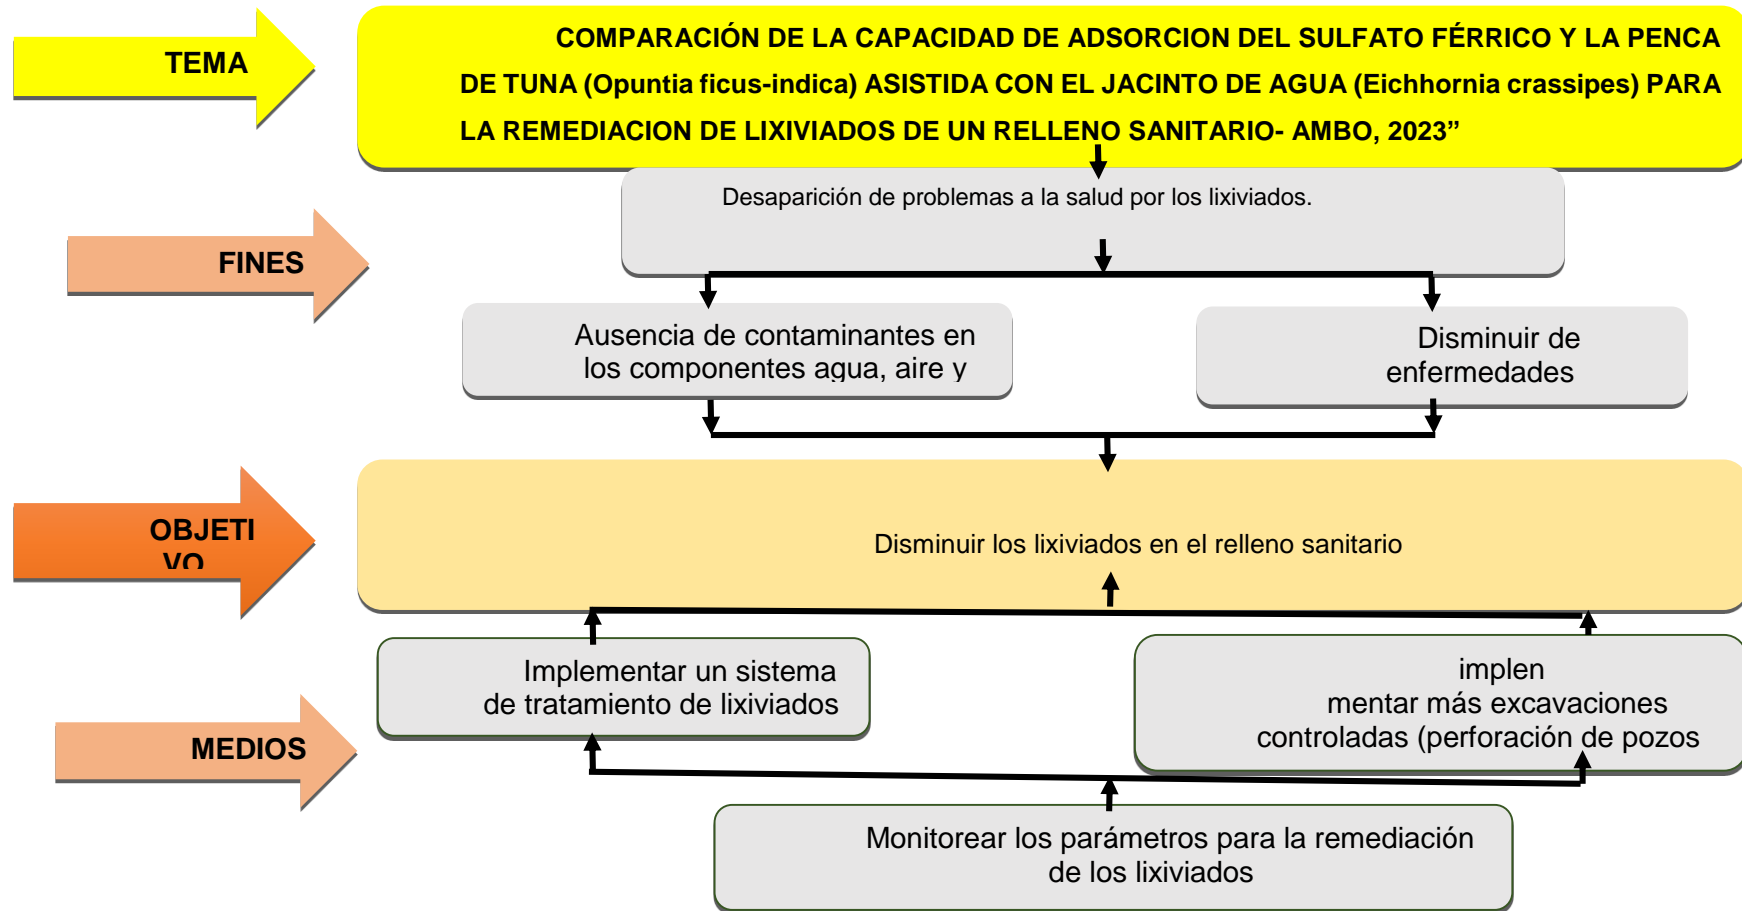 TEMA
COMPARACIÓN DE LA CAPACIDAD DE ADSORCION DEL SULFATO FÉRRICO Y LA PENCA
DE TUNA (Opuntia ficus-indica) ASISTIDA CON EL JACINTO DE AGUA (Eichhornia crassipes) PARA
LA REMEDIACION DE LIXIVIADOS DE UN RELLENO SANITARIO- AMBO, 2023”
Desaparición de problemas a la salud por los lixiviados.
FINES
Ausencia de contaminantes en
los componentes agua, aire y
Disminuir de
enfermedades
OBJETI
VO
Disminuir los lixiviados en el relleno sanitario
Implementar un sistema
de tratamiento de lixiviados
implen
mentar más excavaciones
controladas (perforación de pozos
MEDIOS
Monitorear los parámetros para la remediación
de los lixiviados